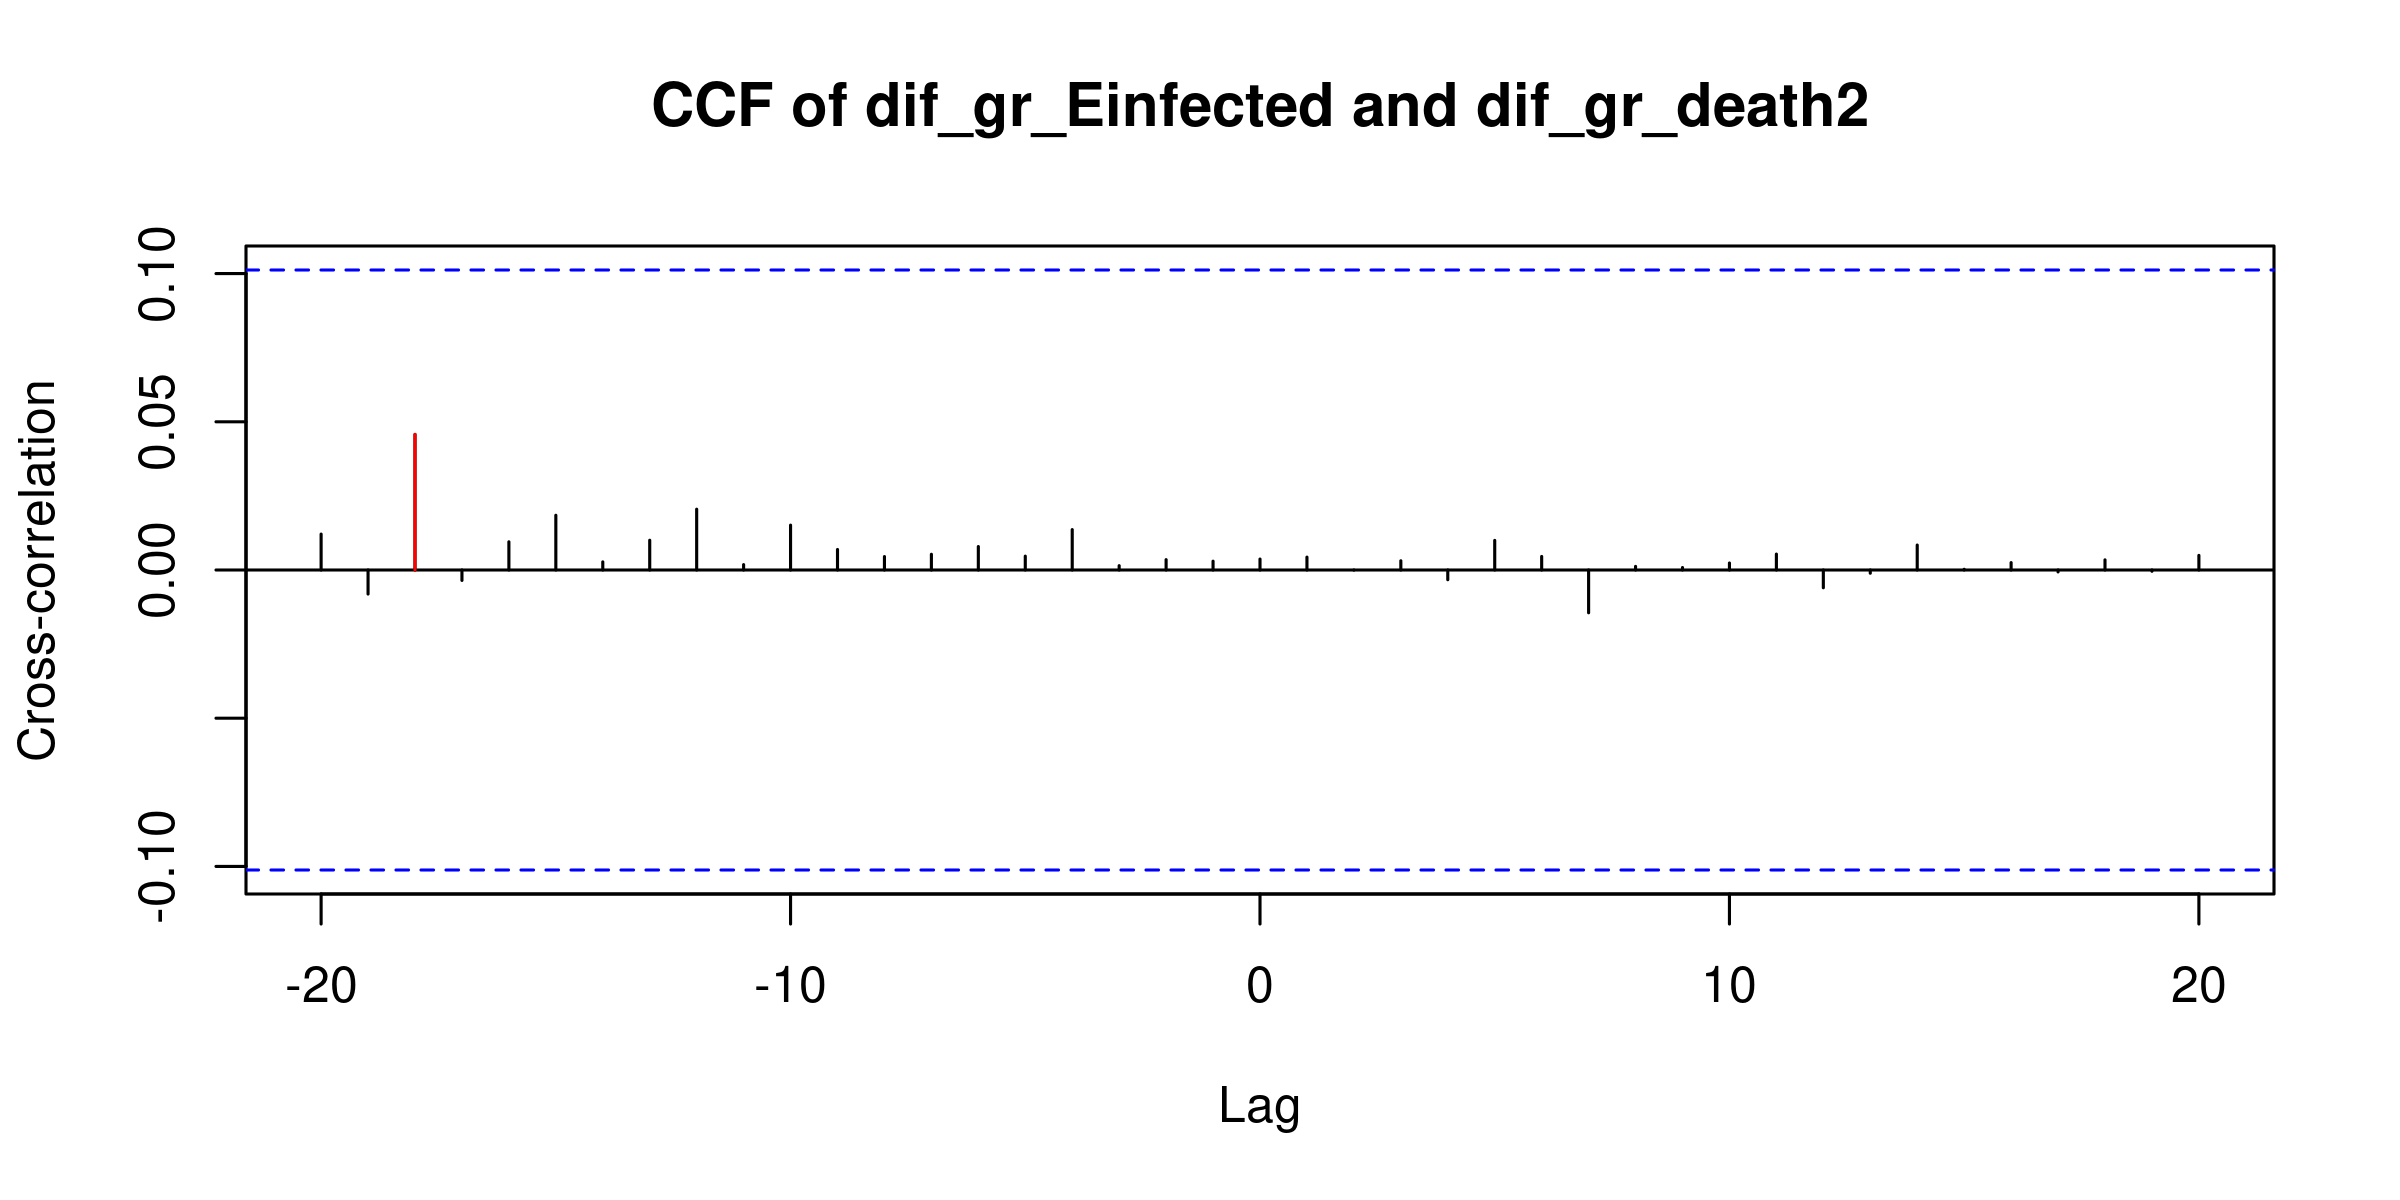 CCF of dif_gr_Einfected and dif_gr_death2
Cross-correlation
0.10
0.05
0.00
-0.10
-20 -10 0 10 20
Lag